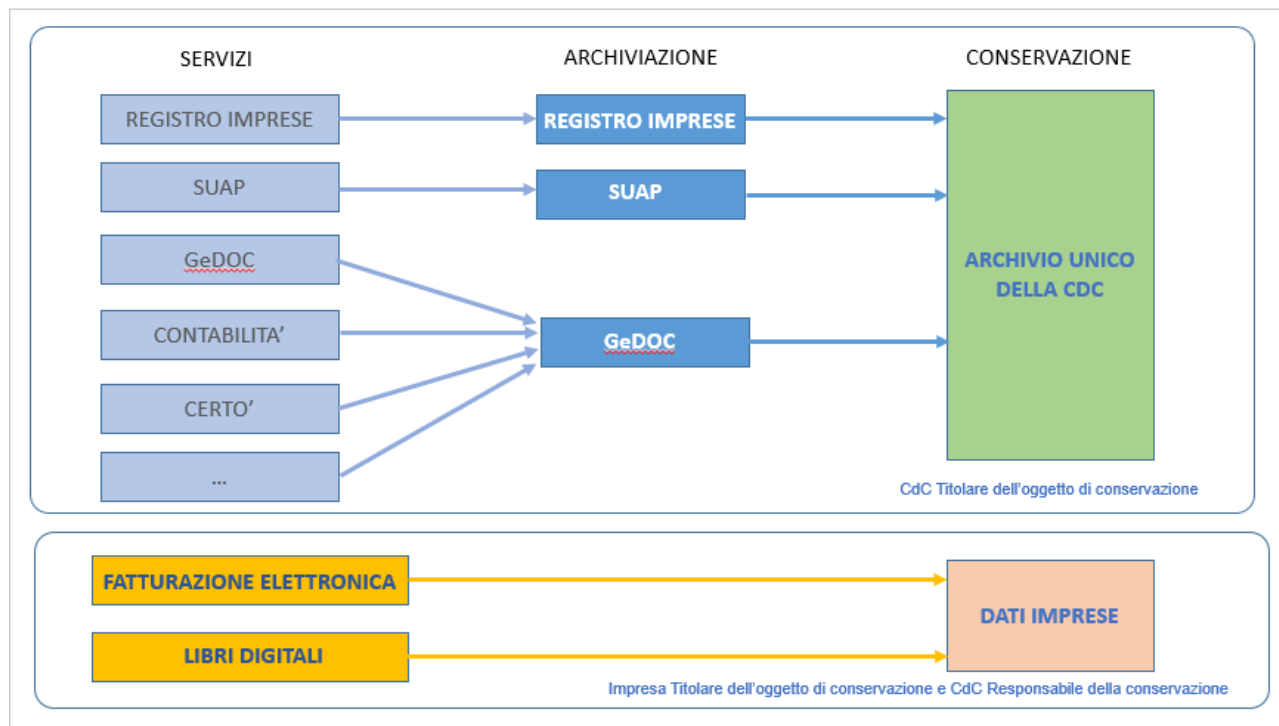 SERVIZI
ARCHIVIAZIONE
CONSERVAZIONE
REGISTRO IMPRESE
REGISTRO IMPRESE
SUAP
SUAP
GeDOC
ARCHIVIO UNICO
DELLA CDC
CONTABILITA’
GeDOC
CERTO’
...
CdC Titolare dell’oggetto di conservazione
FATTURAZIONE ELETTRONICA
DATI IMPRESE
LIBRI DIGITALI
Impresa Titolare dell’oggetto di conservazione e CdC Responsabile della conservazione